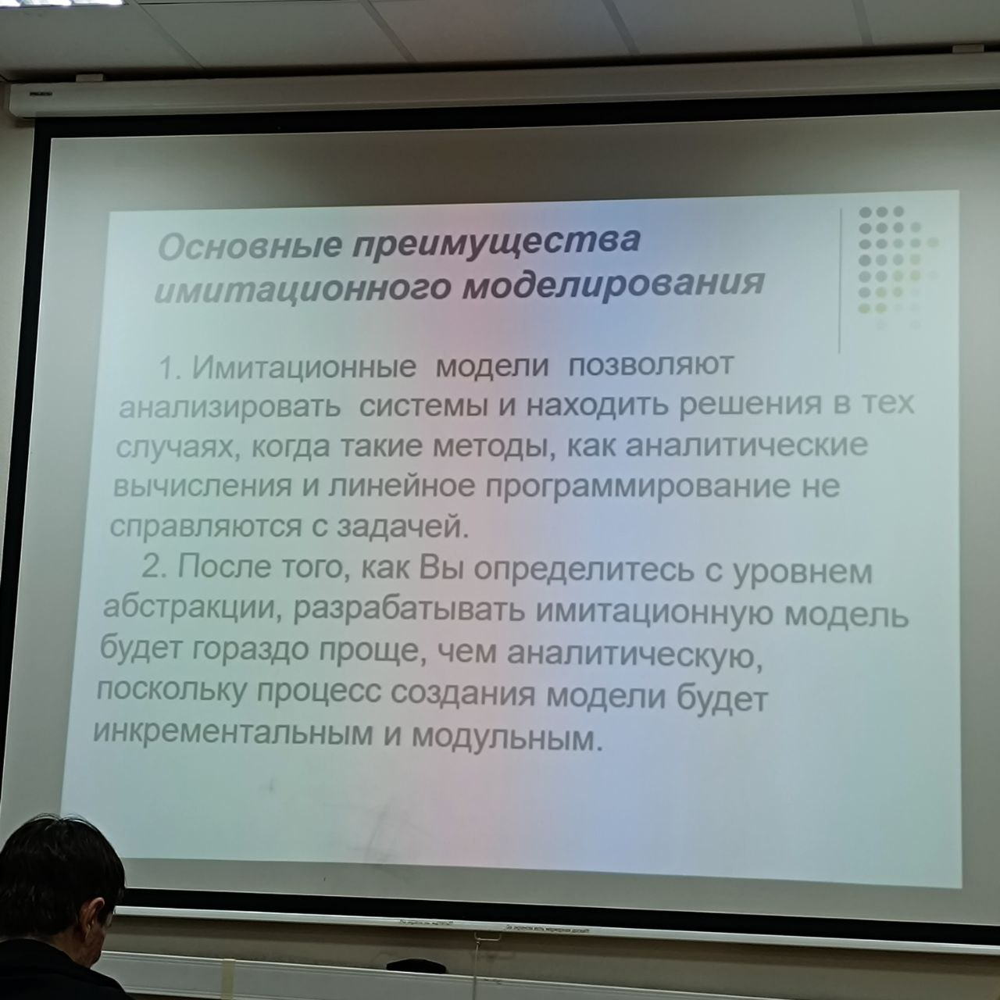 Основные преимущества
имитационного моделирования
1. Имитационные модели позволяют
анализировать системы и находить решения в тех
случаях, когда такие методы, как аналитические
вычисления и линейное программирование не
справляются с задачей.
2. После того, как Вы определитесь с уровнем
абстракции, разрабатывать имитационную модель
будет гораздо проще, чем аналитическую,
поскольку процесс создания модели будет
инкрементальным и модульным.